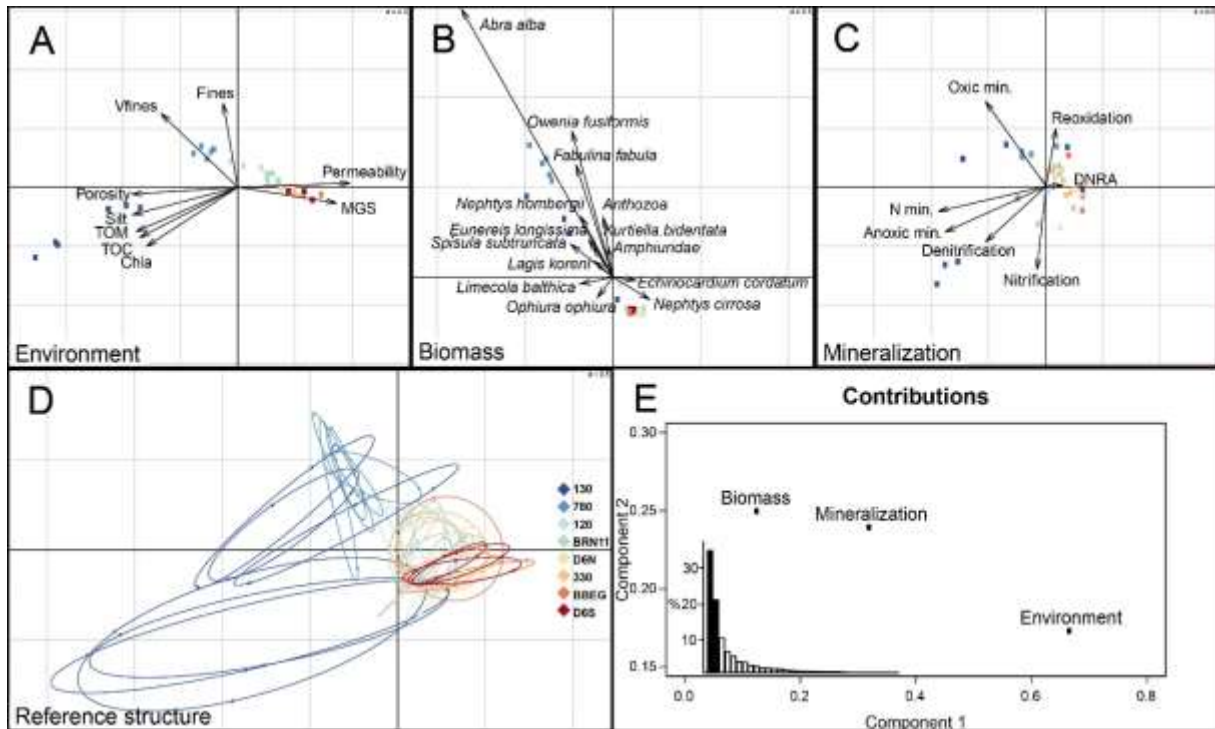 A
Fines
Vfines
Permeability
Porosity
MGS
Silt
TOM
TOC
Chla
Environment
B
Abra alba
Owenia fusiformis
Fabulina fabula
Nephtys hombergii
Anthozoa
Eunereis longissima
Kurtiella bidentata
Spisula subtruncata
Amphiuridae
Lagis koreni
Echinocardium cordatum
Limecola balthica
Ophiura ophiura
Nephtys cirrosa
Biomass
C
Oxic min.
Reoxidation
DNRA
N min.
Anoxic min.
Denitrification
Nitrification
Mineralization
D
130
780
120
BRN11
D6N
330
BBEG
D6S
Reference structure
E
Contributions
0.30
0.25
0.20
0.15
Component 2
Biomass
Mineralization
Environment
30
%20
10
0.0 0.2 0.4 0.6 0.8
Component 1